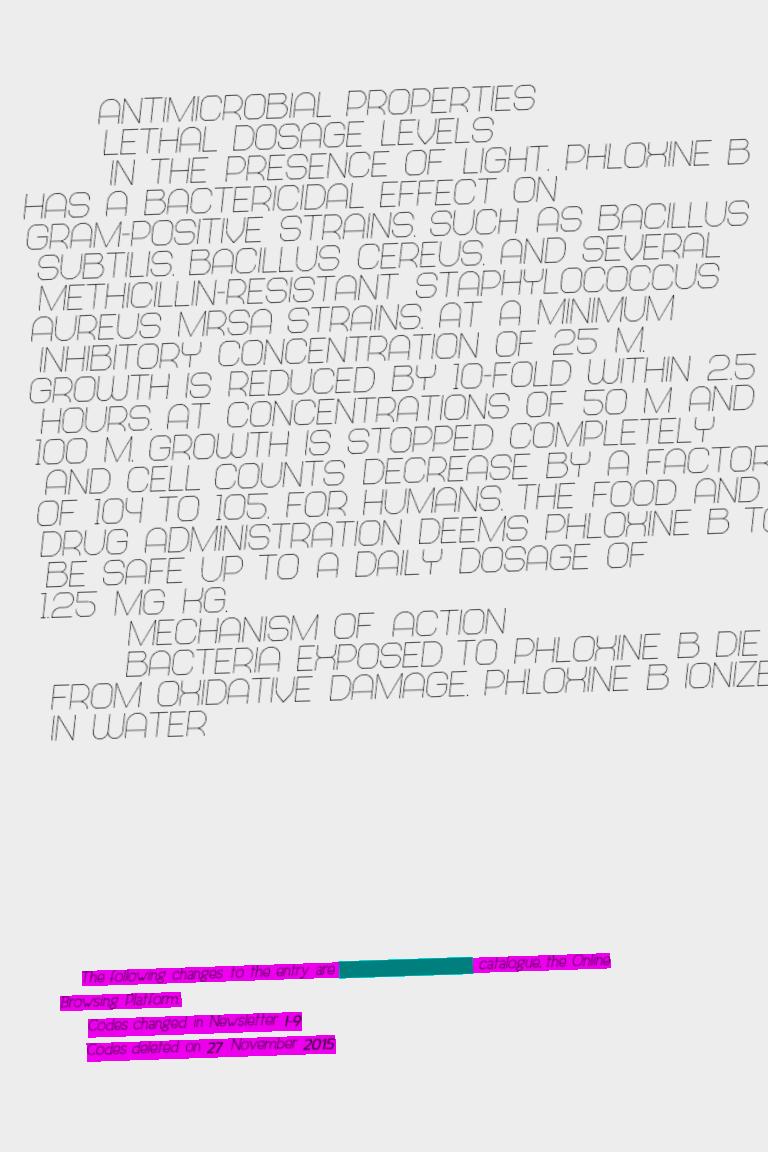 ANTIMICROBIAL PROPERTIES
LETHAL DOSAGE LEVELS
IN THE PRESENCE OF LIGHT, PHLOXINE B
HAS A BACTERICIDAL EFFECT ON
GRAM-POSITIVE STRAINS, SUCH AS BACILLUS
SUBTILIS, BACILLUS CEREUS, AND SEVERAL
METHICILLIN-RESISTANT STAPHYLOCOCCUS
AUREUS MRSA STRAINS. AT A MINIMUM
INHIBITORY CONCENTRATION OF 25 M,
GROWTH IS REDUCED BY 10-FOLD WITHIN 2.5
HOURS. AT CONCENTRATIONS OF 50 M AND
100 M, GROWTH IS STOPPED COMPLETELY
AND CELL COUNTS DECREASE BY A FACTOR
OF 104 TO 105. FOR HUMANS, THE FOOD AND
DRUG ADMINISTRATION DEEMS PHLOXINE B TO
BE SAFE UP TO A DAILY DOSAGE OF
1.25 MG KG.
MECHANISM OF ACTION
BACTERIA EXPOSED TO PHLOXINE B DIE
FROM OXIDATIVE DAMAGE. PHLOXINE B IONIZE
IN WATER
The following changes to the entry are catalogue, the Online
Browsing Platform:
Codes changed in Newsletter 1-9
Codes deleted on 27 November 2015